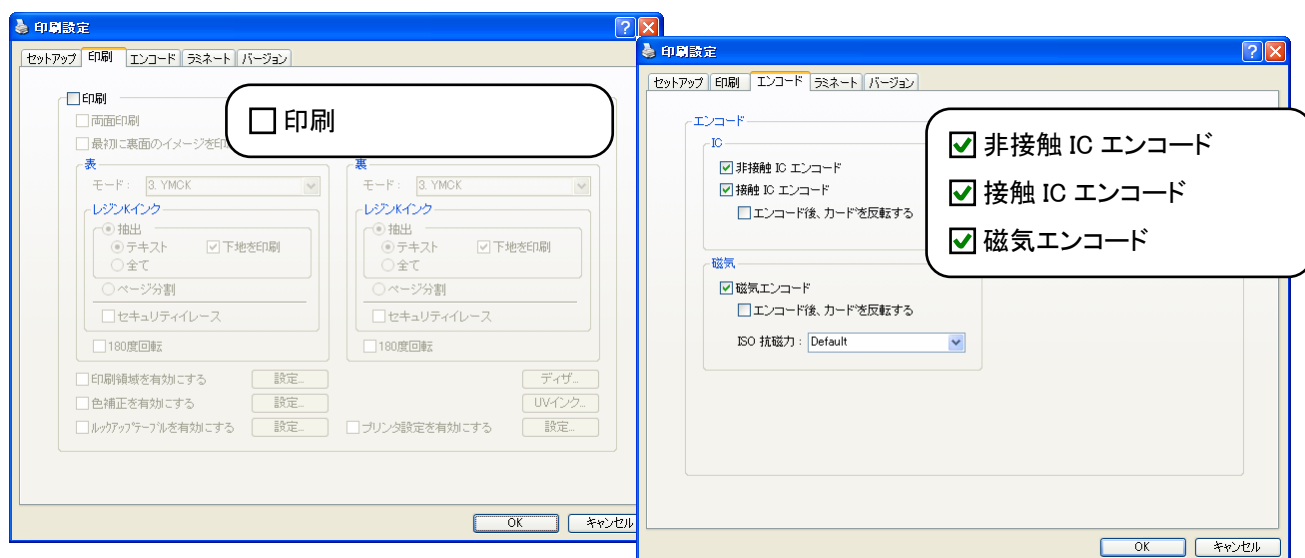 印刷設定
セットアップ 印刷 エンコード ラミネート バージョン
印刷
両面印刷
最初に裏面のイメージを印
印刷
表
モード： 3. YMCK
レジンKインク
抽出
テキスト 下地を印刷
全て
ページ分割
セキュリティイレース
180度回転
裏
モード： 3. YMCK
レジンKインク
抽出
テキスト 下地を印刷
全て
ページ分割
セキュリティイレース
180度回転
印刷領域を有効にする 設定... ディザ...
色補正を有効にする 設定... UVインク...
ルックアップテーブルを有効にする 設定... プリンタ設定を有効にする 設定...
OK キャンセル
印刷設定
セットアップ 印刷 エンコード ラミネート バージョン
エンコード
IC
非接触 IC エンコード
接触 IC エンコード
エンコード後、カードを反転する
磁気
磁気エンコード
エンコード後、カードを反転する
ISO 抗磁力： Default
非接触 IC エンコード
接触 IC エンコード
磁気エンコード
OK キャンセル